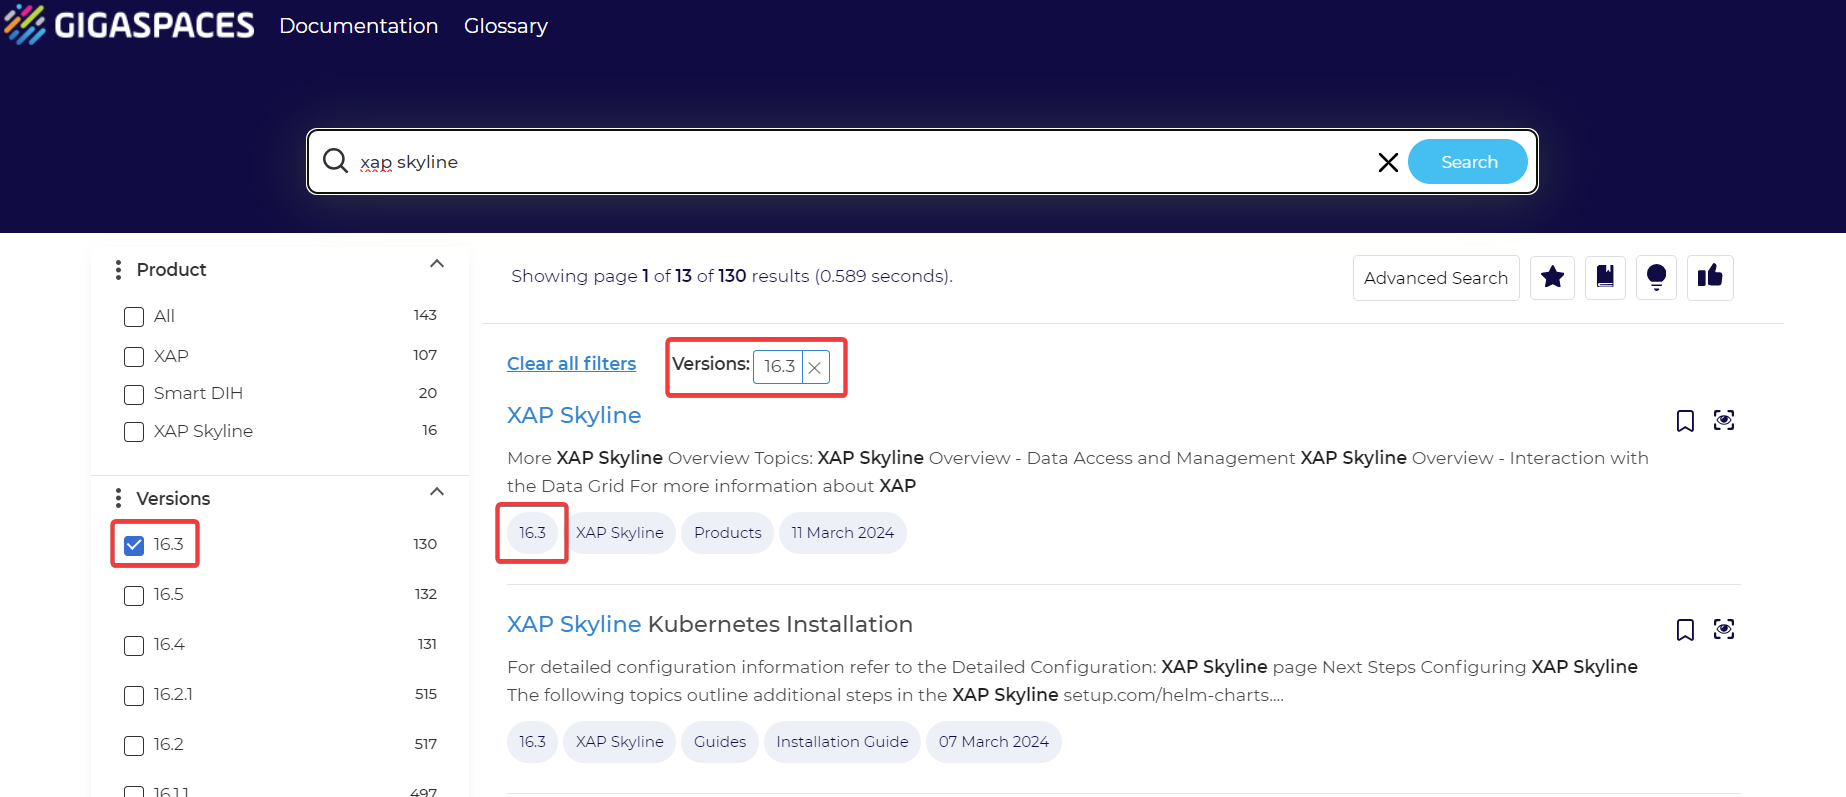 GIGASPACES Documentation Glossary
xap skyline Search
Product
All 143
XAP 107
Smart DIH 20
XAP Skyline 16
Versions
16.3 130
16.5 132
16.4 131
16.2.1 515
16.2 517
16.1.1 497
Showing page 1 of 13 of 130 results (0.589 seconds).
Advanced Search
Clear all filters Versions: 16.3
XAP Skyline
More XAP Skyline Overview Topics: XAP Skyline Overview - Data Access and Management XAP Skyline Overview - Interaction with
the Data Grid For more information about XAP
16.3 XAP Skyline Products 11 March 2024
XAP Skyline Kubernetes Installation
For detailed configuration information refer to the Detailed Configuration: XAP Skyline page Next Steps Configuring XAP Skyline
The following topics outline additional steps in the XAP Skyline setup.com/helm-charts....
16.3 XAP Skyline Guides Installation Guide 07 March 2024